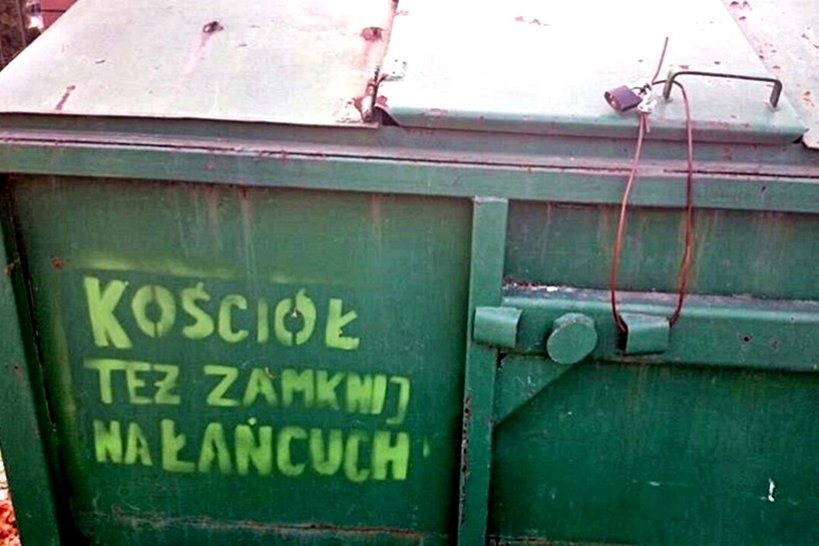 KOŚCIÓŁ
TEŻ ZAMKNIJ
NA ŁAŃCUCH